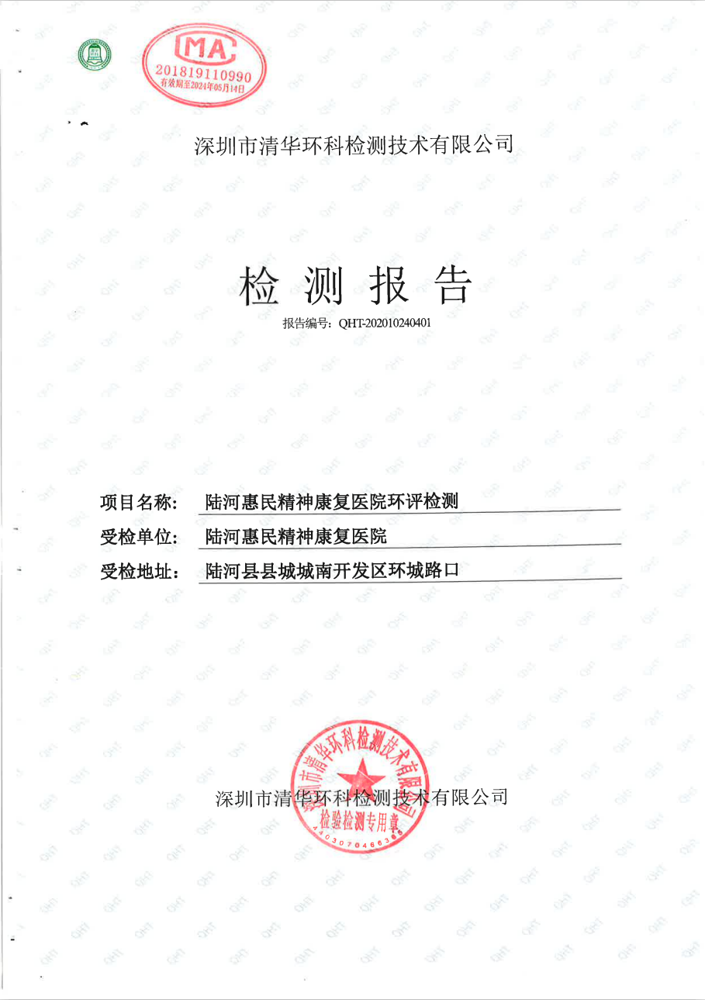 MA
201819110990
有效期至2024年05月14日
深圳市清华环科检测技术有限公司
检测报告
报告编号：QHT-202010240401
项目名称： 陆河惠民精神康复医院环评检测
受检单位： 陆河惠民精神康复医院
受检地址： 陆河县县城城南开发区环城路口
深圳市清华环科检测技术有限公司
深圳市清华环科检测技术有限公司
检验检测专用章
QHT